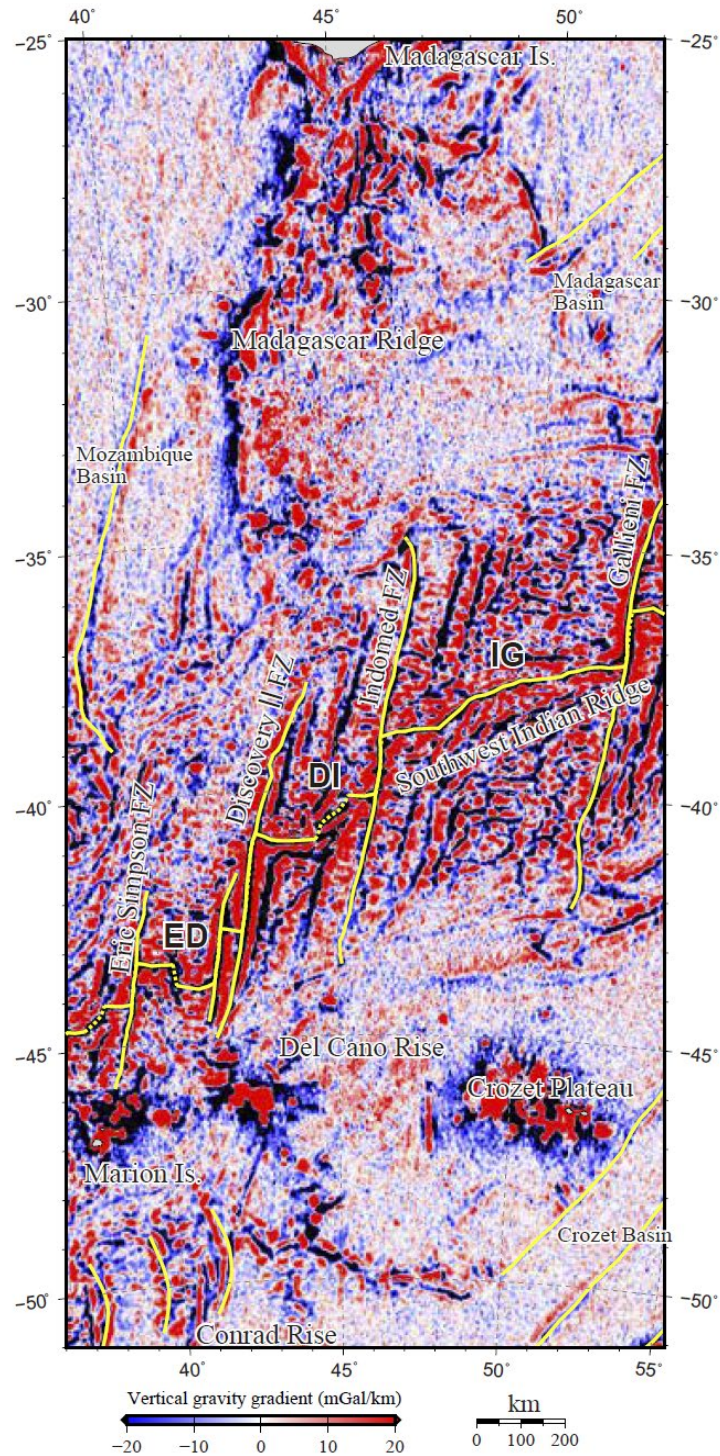 40° 45° 50°
−25° −25°
Madagascar Is.
−30° −30°
Madagascar
Basin
Madagascar Ridge
Mozambique
Basin
Gallieni FZ
−35° −35°
Indomed FZ
IG
Discovery II FZ
DI
Southwest Indian Ridge
−40° −40°
Eric Simpson FZ
ED
Del Cano Rise
−45° −45°
Crozet Plateau
Marion Is.
Crozet Basin
−50° −50°
Conrad Rise
40° 45° 50° 55°
Vertical gravity gradient (mGal/km)
−20 −10 0 10 20
km
0 100 200